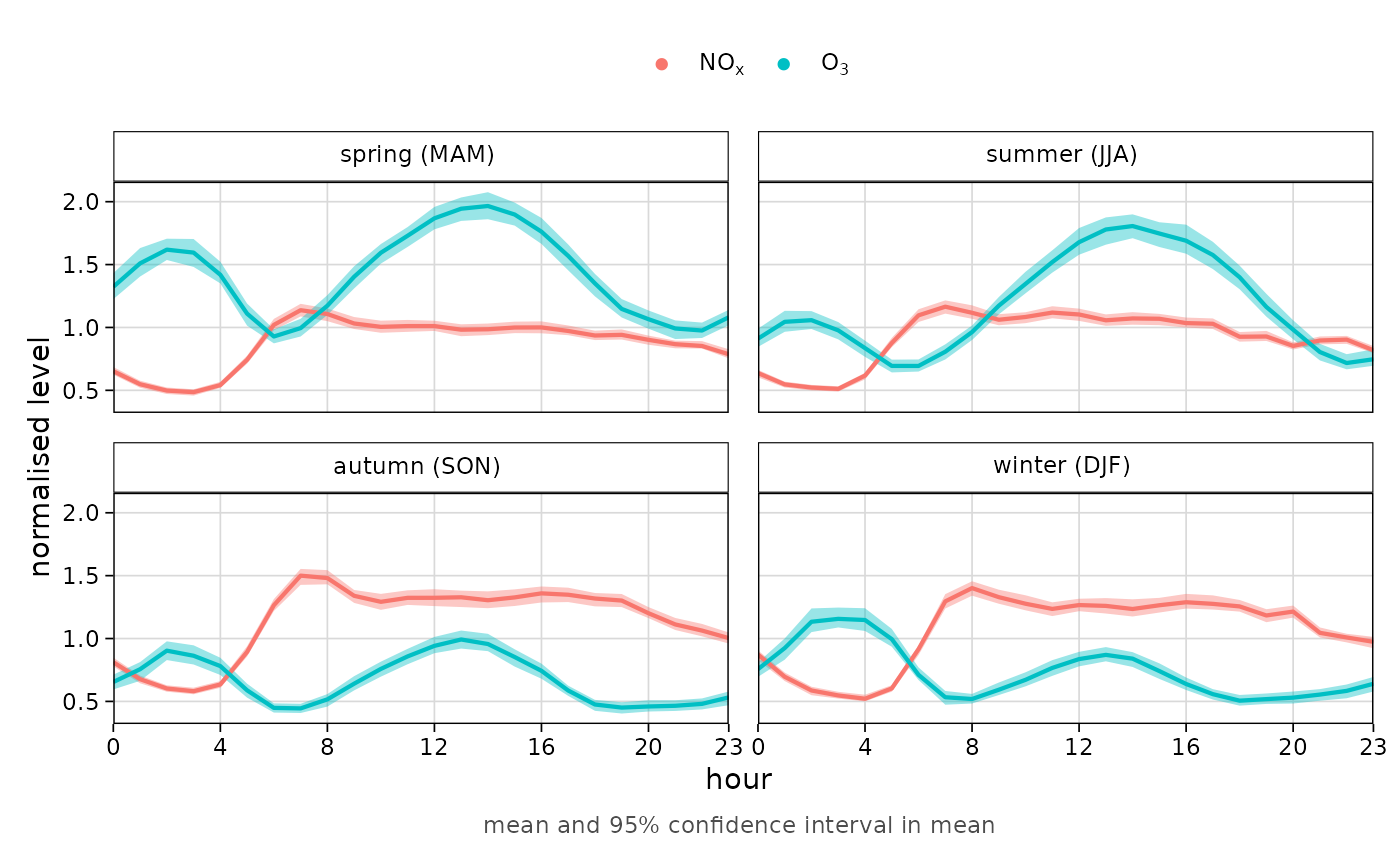 NOx O3
spring (MAM)
summer (JJA)
2.0
1.5
1.0
0.5
autumn (SON)
winter (DJF)
2.0
1.5
1.0
0.5
normalised level
0 4 8 12 16 20 23 0 4 8 12 16 20 23
hour
mean and 95% confidence interval in mean